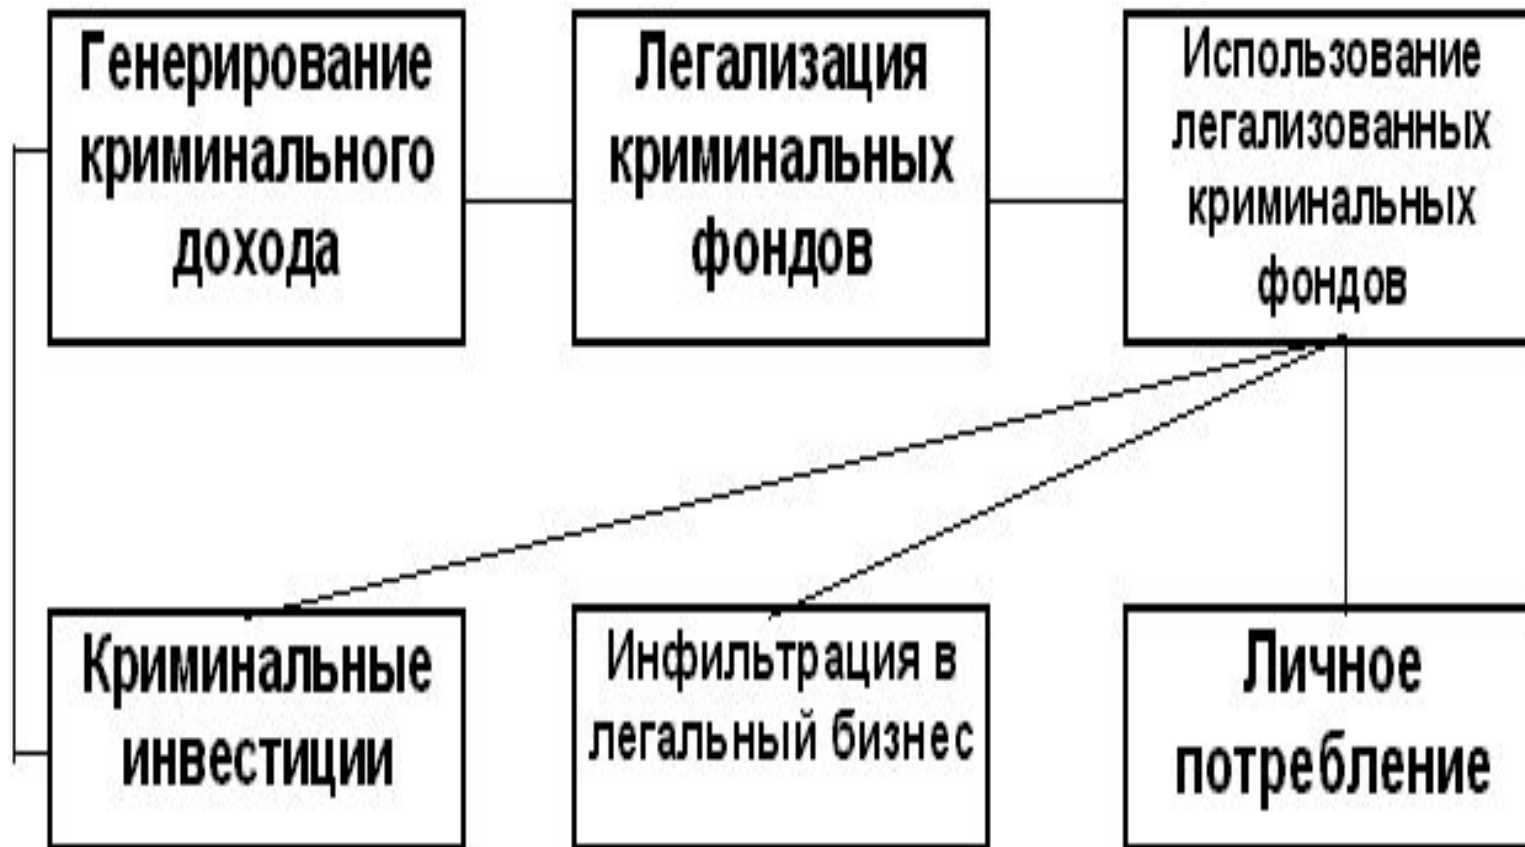 Генерирование
криминального
дохода
Легализация
криминальных
фондов
Использование
легализованных
криминальных
фондов
Криминальные
инвестиции
Инфильтрация в
легальный бизнес
Личное
потребление